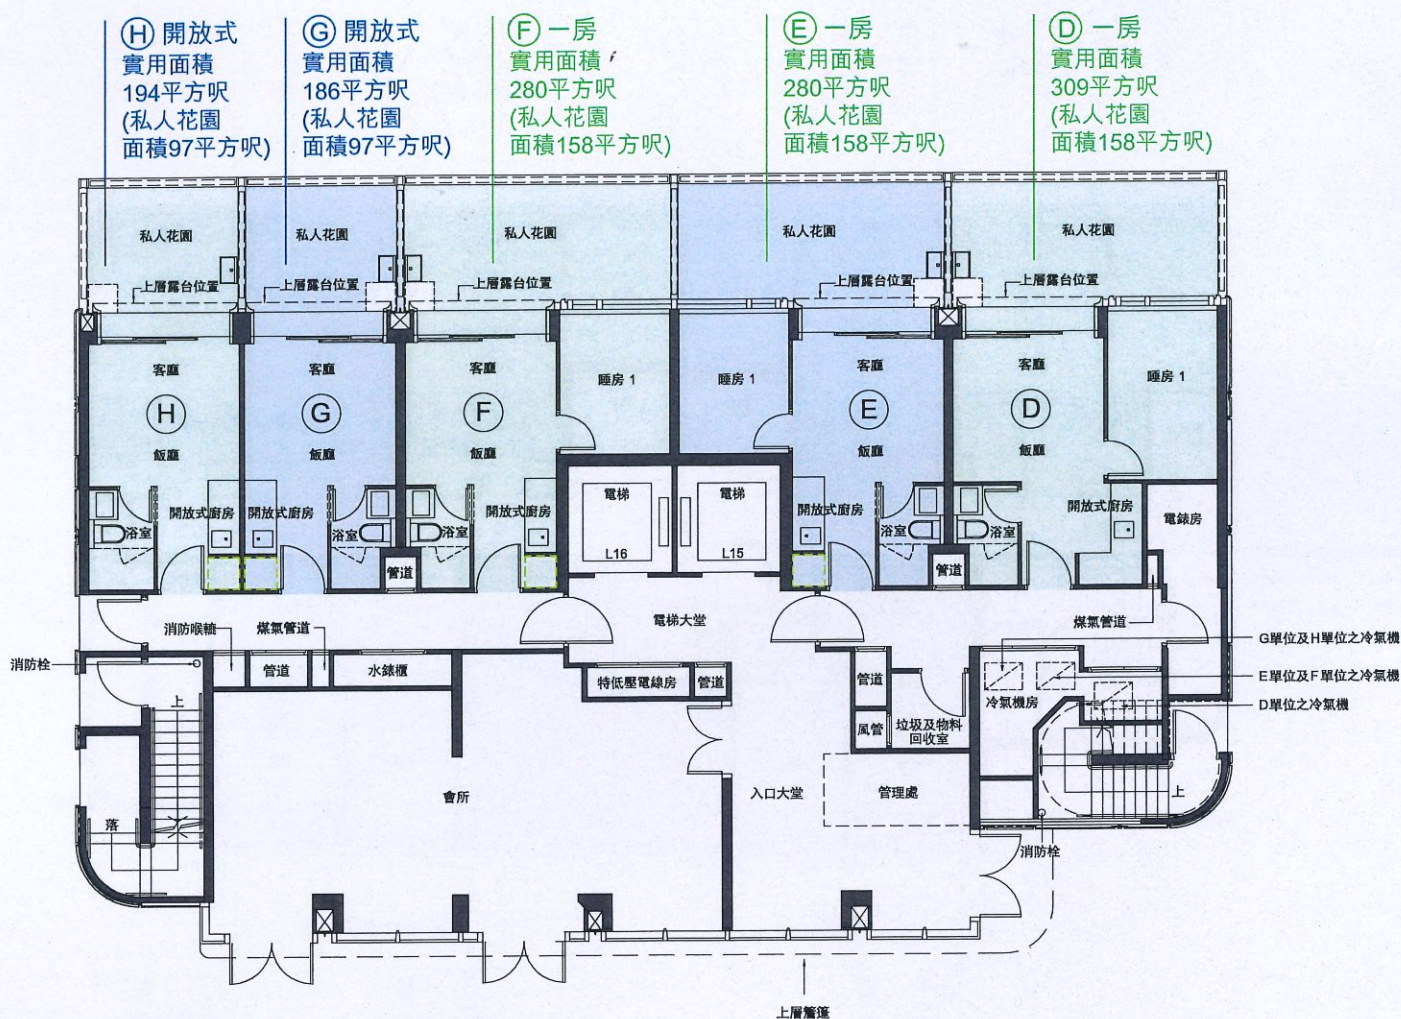 H 開放式
實用面積
194平方呎
(私人花園
面積97平方呎)
G 開放式
實用面積
186平方呎
(私人花園
面積97平方呎)
F 一房
實用面積
280平方呎
(私人花園
面積158平方呎)
E 一房
實用面積
280平方呎
(私人花園
面積158平方呎)
D 一房
實用面積
309平方呎
(私人花園
面積158平方呎)
私人花園
私人花園
私人花園
私人花園
私人花園
上層露台位置
上層露台位置
上層露台位置
上層露台位置
上層露台位置
客廳
客廳
客廳
客廳
客廳
睡房 1
睡房 1
睡房 1
H
G
F
E
D
飯廳
飯廳
飯廳
飯廳
飯廳
電梯
電梯
開放式廚房
開放式廚房
開放式廚房
開放式廚房
開放式廚房
電錶房
浴室
浴室
浴室
浴室
浴室
L16
L15
管道
管道
消防喉轆
煤氣管道
電梯大堂
煤氣管道
G單位及H單位之冷氣機
消防栓
管道
水錶櫃
特低壓電線房
管道
管道
E單位及F單位之冷氣機
冷氣機房
D單位之冷氣機
上
風管
垃圾及物料
回收室
會所
入口大堂
管理處
上
落
消防栓
上層簷篷